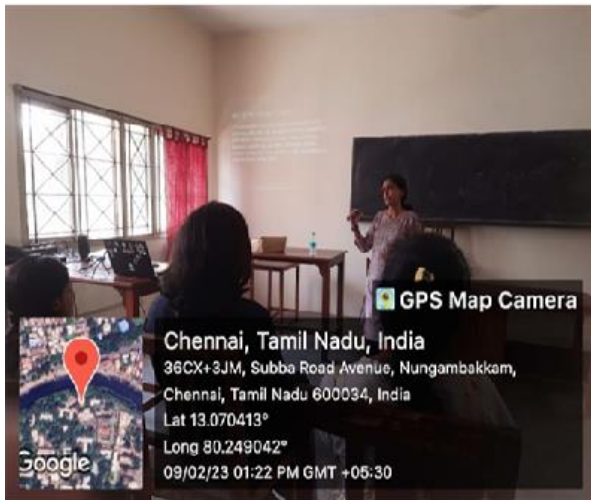 GPS Map Camera
Chennai, Tamil Nadu, India
36CX+3JM, Subba Road Avenue, Nungambakkam,
Chennai, Tamil Nadu 600034, India
Lat 13.070413°
Long 80.249042°
09/02/23 01:22 PM GMT +05:30
Google